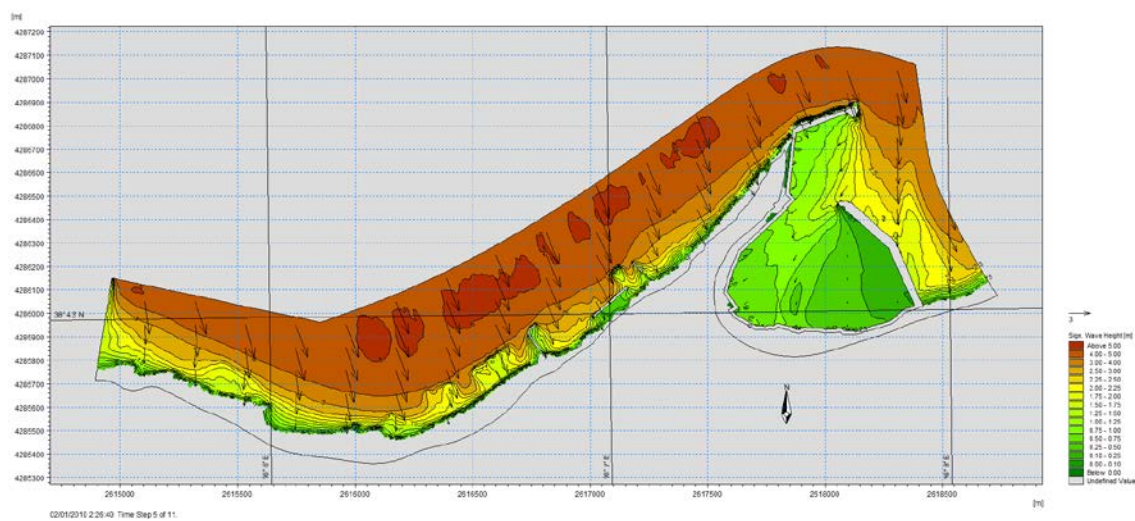 [m]
4287200
4287100
4287000
4286900
4286800
4286700
4286600
4286500
4286400
4286300
4286200
4286100
4286000
4285900
4285800
4285700
4285600
4285500
4285400
4285300
38°43' N
N
3
Sign. Wave Height [m]
Above 5.00
4.00 - 5.00
3.00 - 4.00
2.50 - 3.00
2.25 - 2.50
2.00 - 2.25
1.75 - 2.00
1.50 - 1.75
1.25 - 1.50
1.00 - 1.25
0.75 - 1.00
0.50 - 0.75
0.25 - 0.50
0.10 - 0.25
0.00 - 0.10
Below 0.00
Undefined Value
2615000
2615500
2616000
2616500
2617000
2617500
2618000
2618500
[m]
02/01/2010 2:26:40 Time Step 5 of 11.